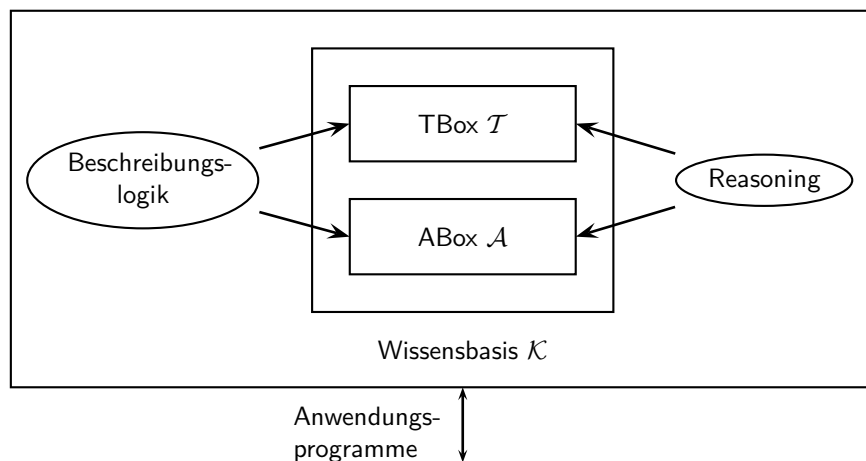 TBox 𝒯
Beschreibungs-
logik
Reasoning
ABox 𝒜
Wissensbasis 𝒦
Anwendungs-
programme